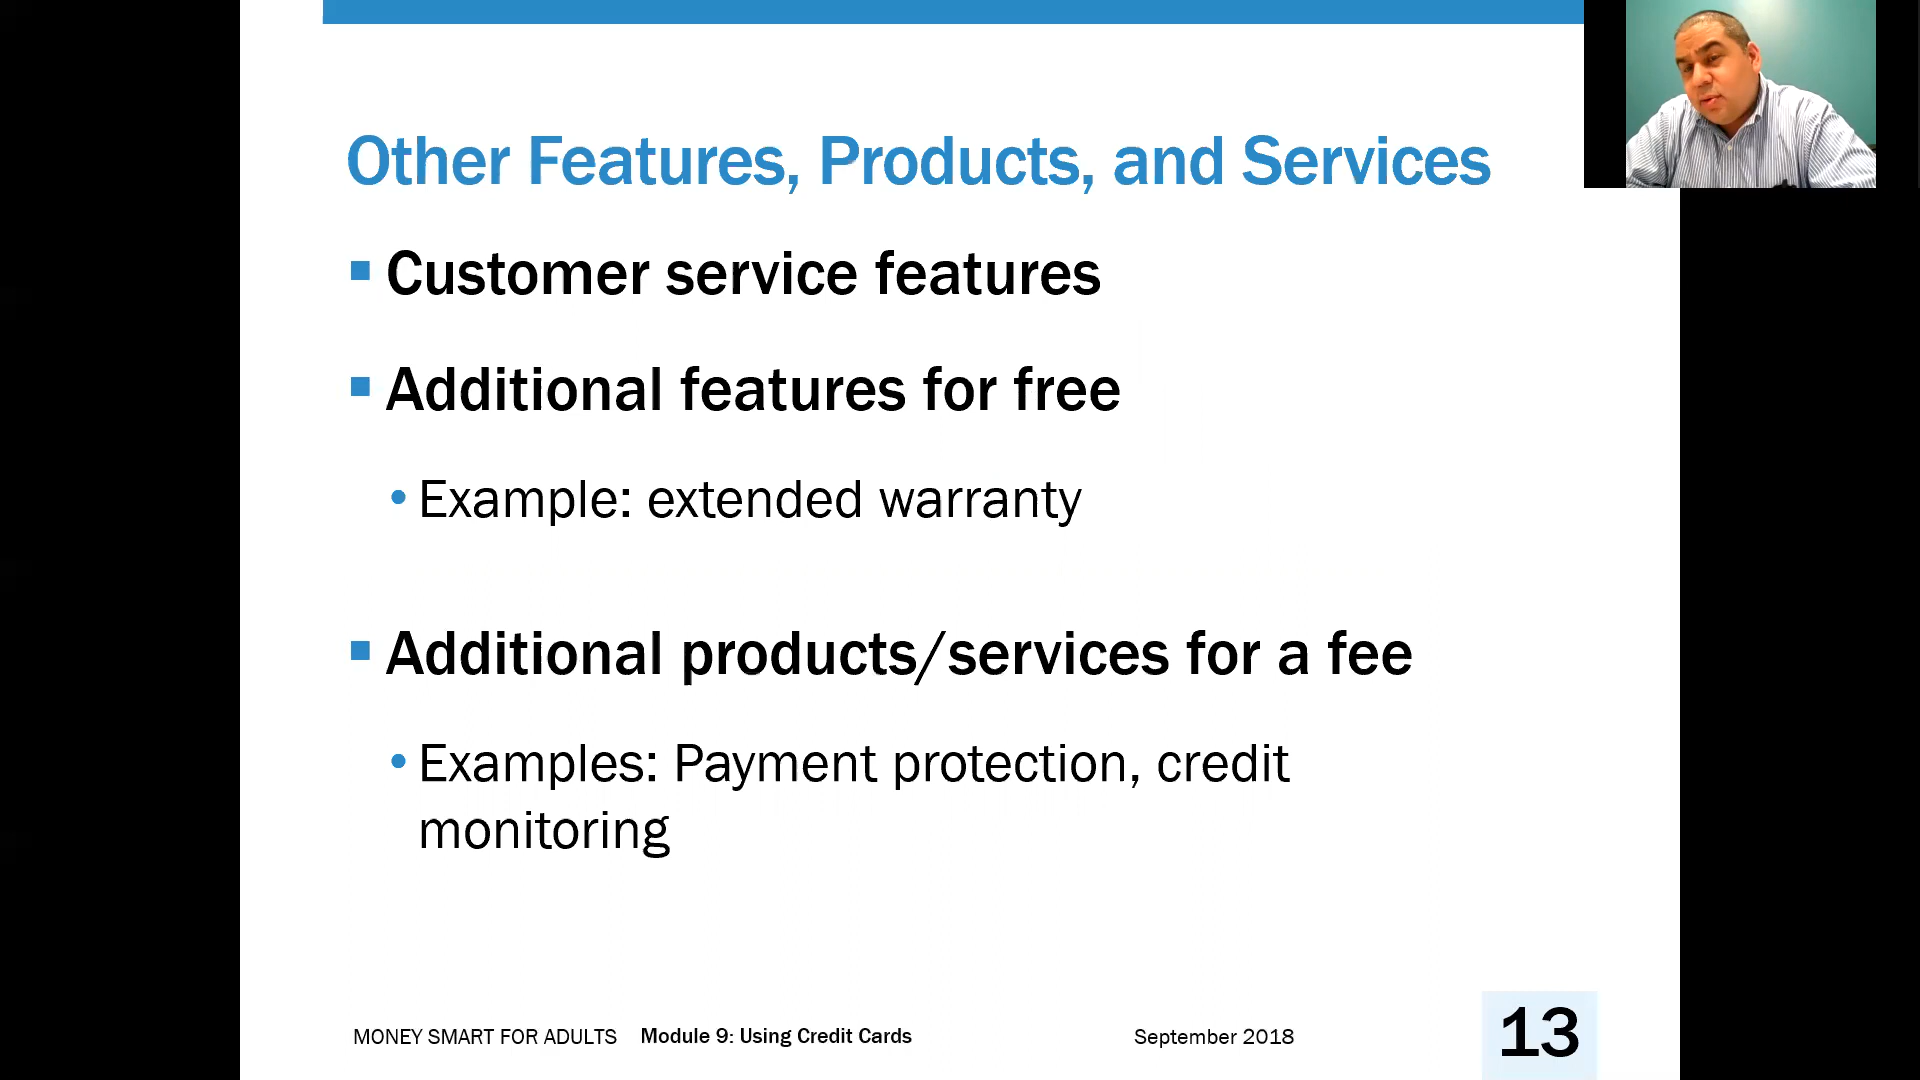 Other Features, Products, and Services
Customer service features
Additional features for free
Example: extended warranty
Additional products/services for a fee
Examples: Payment protection, credit
monitoring
MONEY SMART FOR ADULTS Module 9: Using Credit Cards September 2018 13